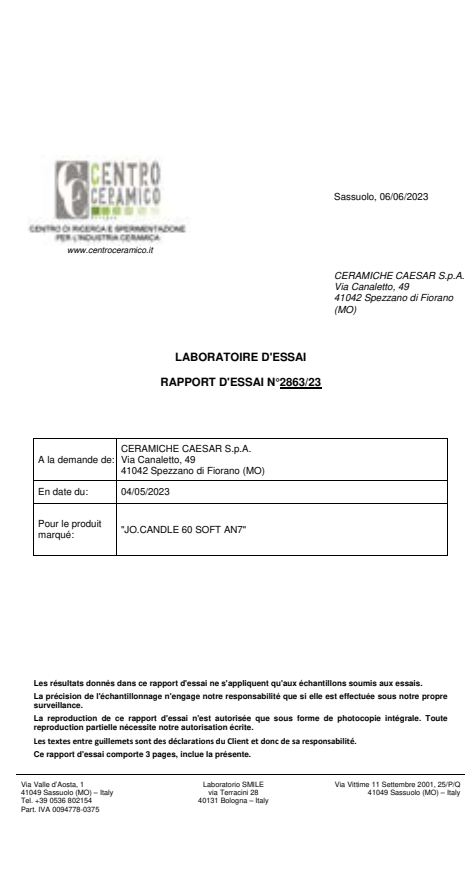 CENTRO
CERAMICO
CENTRO DI RICERCA E SPERIMENTAZIONE
PER L'INDUSTRIA CERAMICA
www.centroceramico.it
Sassuolo, 06/06/2023
CERAMICHE CAESAR S.p.A.
Via Canaletto, 49
41042 Spezzano di Fiorano
(MO)
LABORATOIRE D'ESSAI
RAPPORT D'ESSAI N°2863/23
A la demande de:
CERAMICHE CAESAR S.p.A.
Via Canaletto, 49
41042 Spezzano di Fiorano (MO)
En date du:
04/05/2023
Pour le produit
marqué:
"JO.CANDLE 60 SOFT AN7"
Les résultats donnés dans ce rapport d'essai ne s'appliquent qu'aux échantillons soumis aux essais.
La précision de l'échantillonnage n'engage notre responsabilité que si elle est effectuée sous notre propre
surveillance.
La reproduction de ce rapport d'essai n'est autorisée que sous forme de photocopie intégrale. Toute
reproduction partielle nécessite notre autorisation écrite.
Les textes entre guillemets sont des déclarations du Client et donc de sa responsabilité.
Ce rapport d'essai comporte 3 pages, incluse la présente.
Via Valle d'Aosta, 1
41049 Sassuolo (MO) – Italy
Tel. +39 0536 802154
Part. IVA 0094778-0375
Laboratorio SMILE
via Terracini 28
40131 Bologna – Italy
Via Vittime 11 Settembre 2001, 25/P/Q
41049 Sassuolo (MO) – Italy